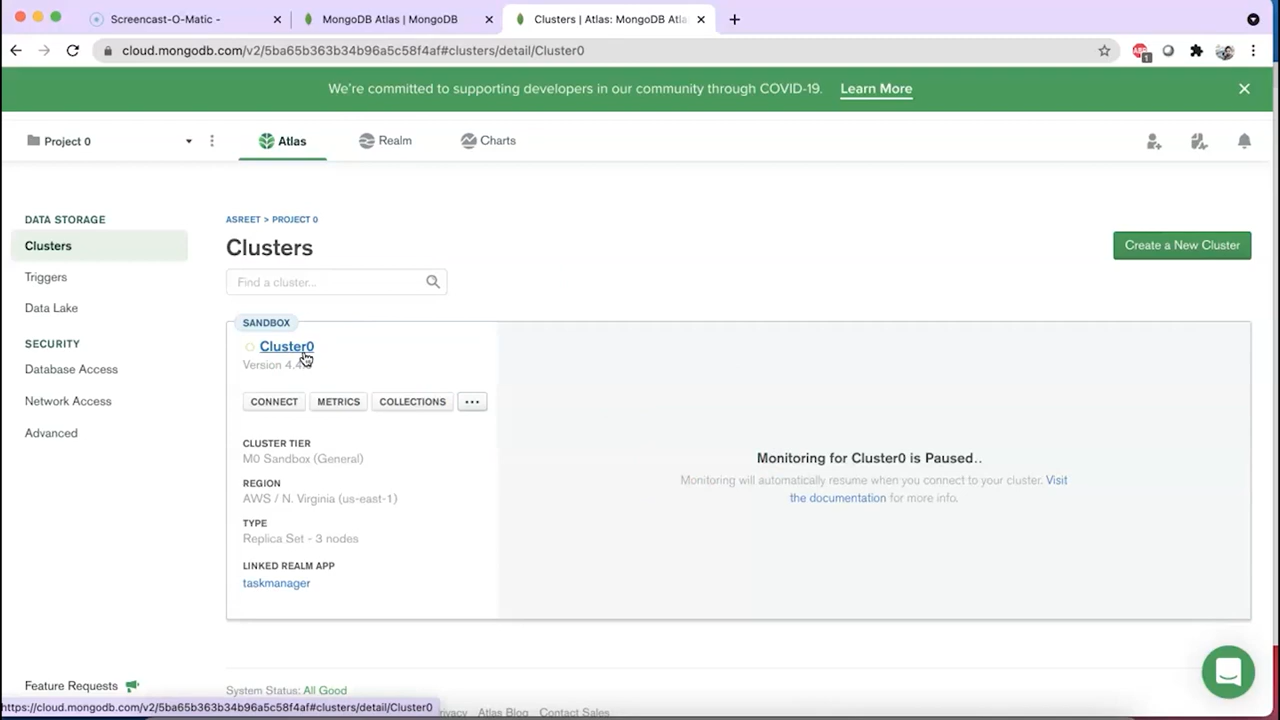 Screencast-O-Matic -
MongoDB Atlas | MongoDB
Clusters | Atlas: MongoDB Atla
cloud.mongodb.com/v2/5ba65b363b34b96a5c58f4af#clusters/detail/Cluster0
1
We're committed to supporting developers in our community through COVID-19. Learn More
Project 0
Atlas
Realm
Charts
DATA STORAGE
Clusters
Triggers
Data Lake
SECURITY
Database Access
Network Access
Advanced
Feature Requests
ASREET > PROJECT 0
Clusters
Create a New Cluster
Find a cluster...
SANDBOX
Cluster0
Version 4.4
CONNECT
METRICS
COLLECTIONS
...
CLUSTER TIER
M0 Sandbox (General)
REGION
AWS / N. Virginia (us-east-1)
TYPE
Replica Set - 3 nodes
LINKED REALM APP
taskmanager
Monitoring for Cluster0 is Paused..
Monitoring will automatically resume when you connect to your cluster. Visit
the documentation for more info.
System Status: All Good
Atlas Blog
Contact Sales
https://cloud.mongodb.com/v2/5ba65b363b34b96a5c58f4af#clusters/detail/Cluster0